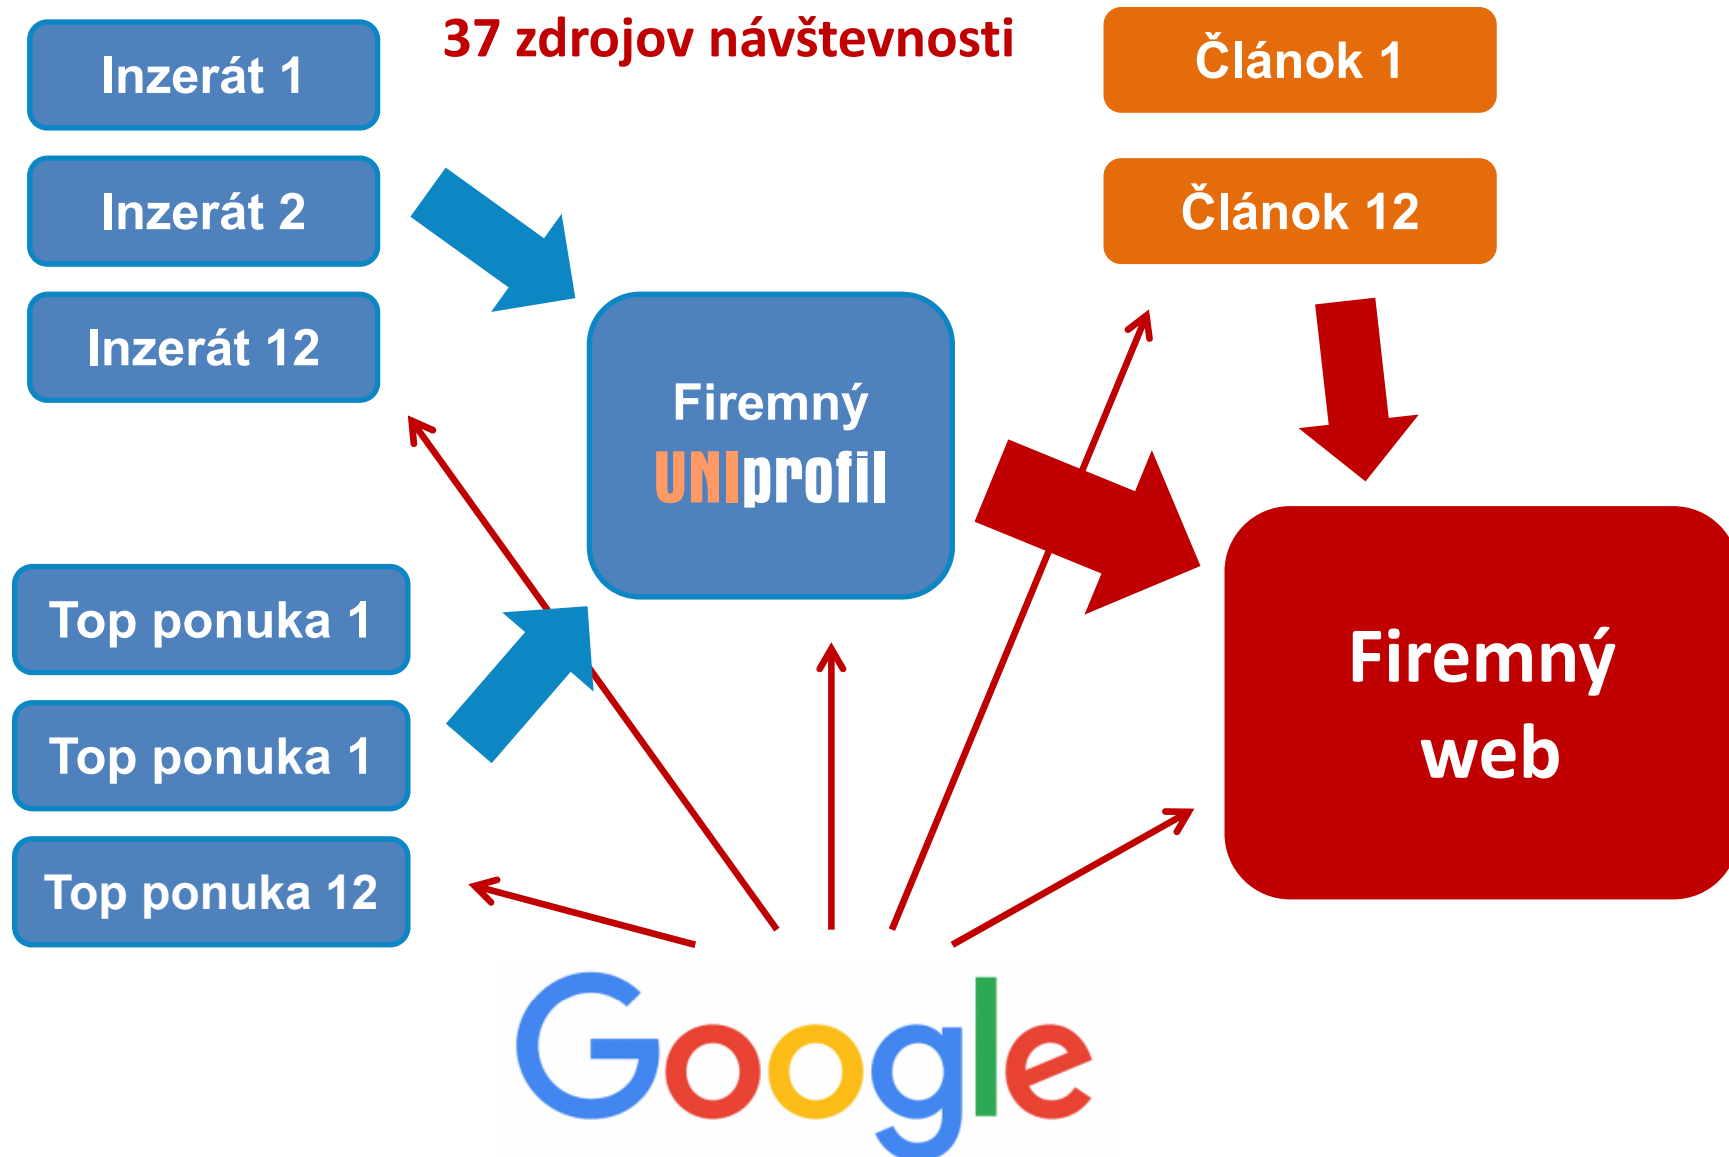 37 zdrojov návštevnosti
Inzerát 1
Inzerát 2
Inzerát 12
Článok 1
Článok 12
Firemný
UNIprofil
Top ponuka 1
Top ponuka 1
Top ponuka 12
Firemný
web
Google